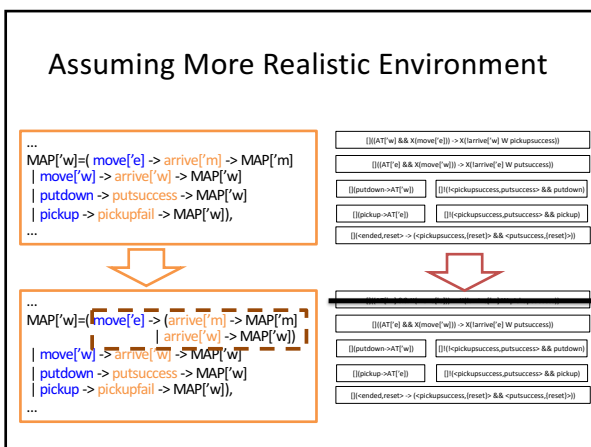 Assuming More Realistic Environment
...
MAP['w]=( move['e] -> arrive['m] -> MAP['m]
| move['w] -> arrive['w] -> MAP['w]
| putdown -> putsuccess -> MAP['w]
| pickup -> pickupfail -> MAP['w]),
...
[]((AT['w] && X(move['e])) -> X(!arrive['w] W pickupsuccess))
[]((AT['e] && X(move['w])) -> X(!arrive['e] W putsuccess))
[](putdown->AT['w]) []!(!<pickupsuccess,putsuccess> && putdown)
[](pickup->AT['e]) []!(<pickupsuccess,putsuccess> && pickup)
[](<ended,reset> -> (<pickupsuccess,{reset}> && <putsuccess,{reset}>))
...
MAP['w]=( move['e] -> (arrive['m] -> MAP['m]
| arrive['w] -> MAP['w])
| move['w] -> arrive['w] -> MAP['w]
| putdown -> putsuccess -> MAP['w]
| pickup -> pickupfail -> MAP['w]),
...
[]((AT['e] && X(move['w])) -> X(!arrive['e] W putsuccess))
[](putdown->AT['w]) []!(!<pickupsuccess,putsuccess> && putdown)
[](pickup->AT['e]) []!(<pickupsuccess,putsuccess> && pickup)
[](<ended,reset> -> (<pickupsuccess,{reset}> && <putsuccess,{reset}>))